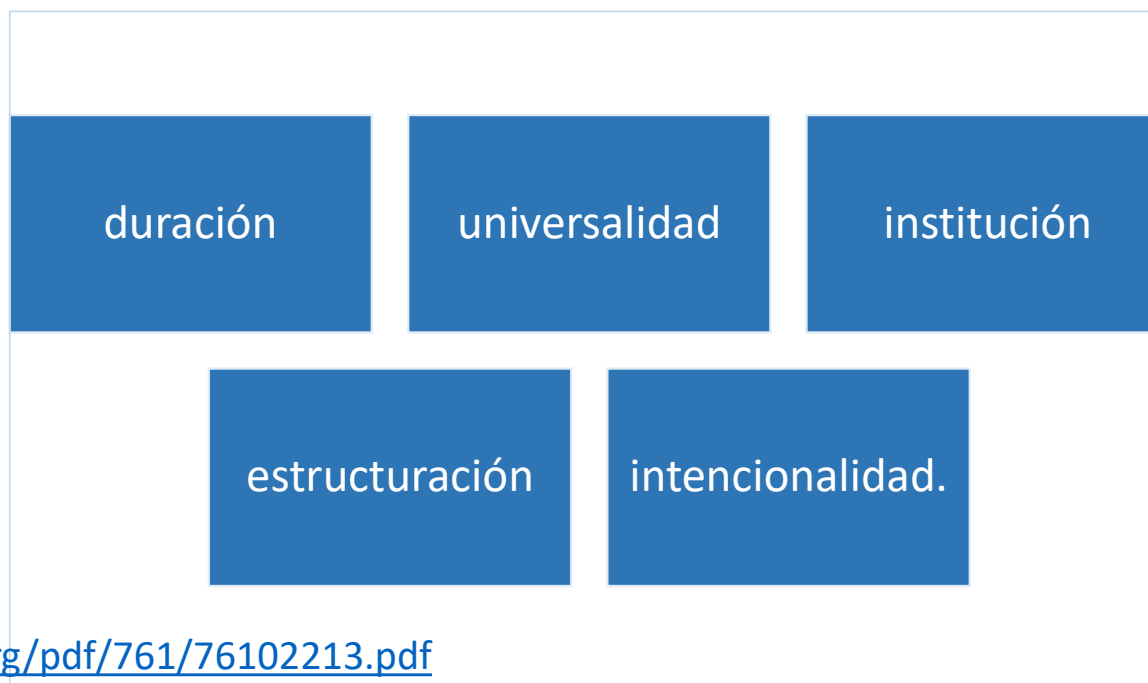 duración
universalidad
institución
estructuración
intencionalidad.
g/pdf/761/76102213.pdf